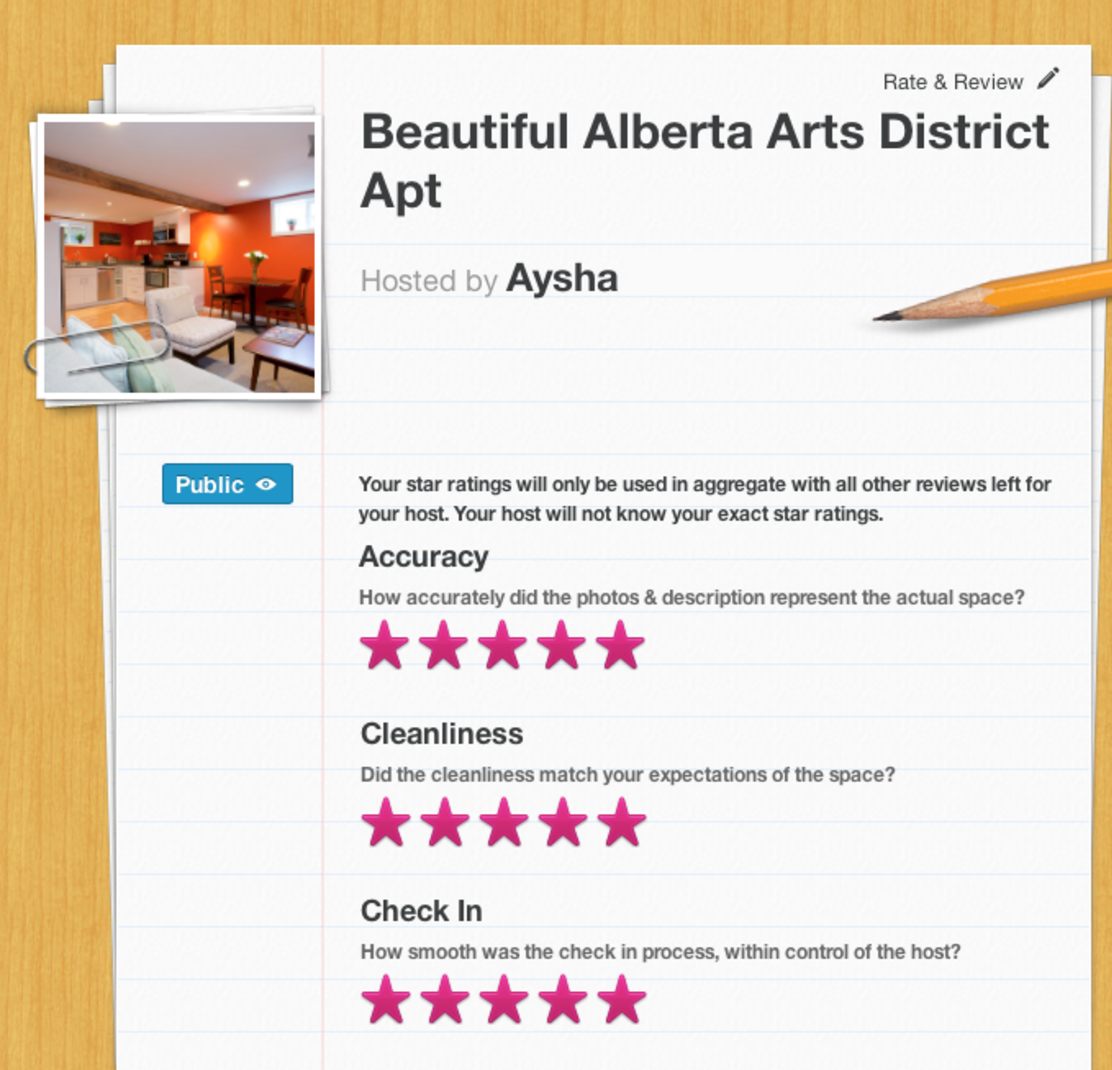 Rate & Review
Beautiful Alberta Arts District
Apt
Hosted by Aysha
Public
Your star ratings will only be used in aggregate with all other reviews left for
your host. Your host will not know your exact star ratings.
Accuracy
How accurately did the photos & description represent the actual space?
Cleanliness
Did the cleanliness match your expectations of the space?
Check In
How smooth was the check in process, within control of the host?